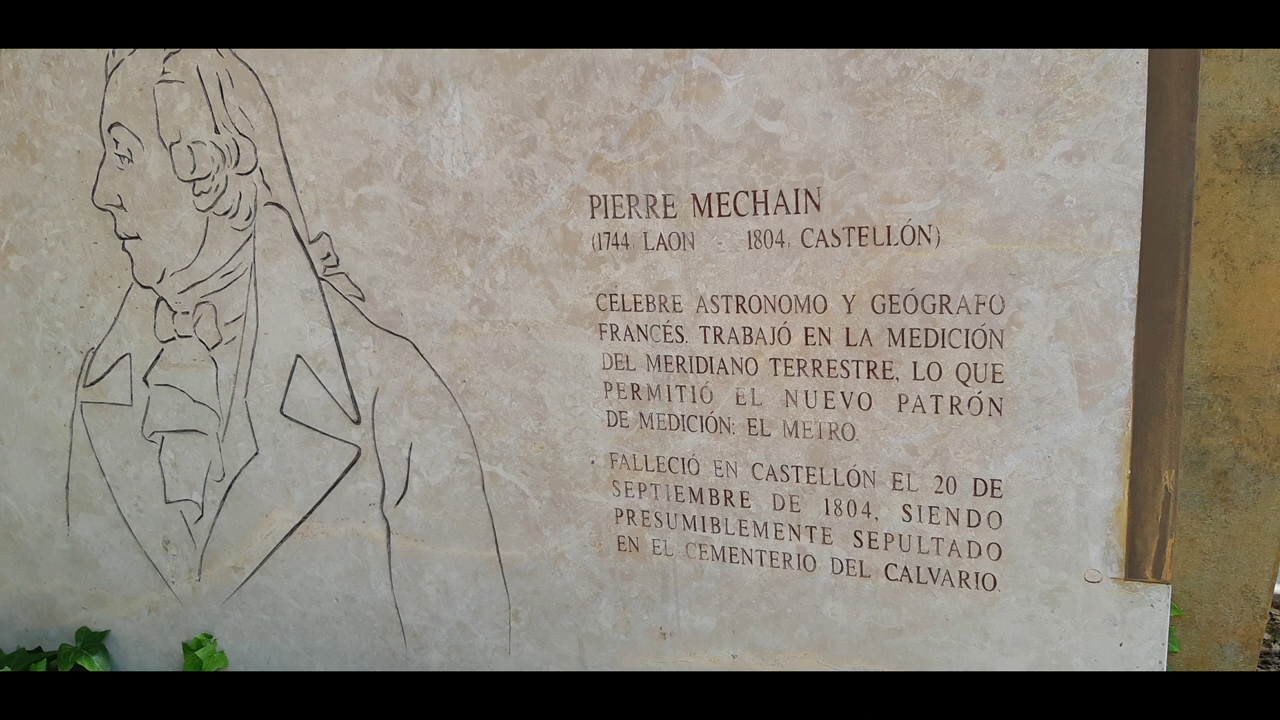 PIERRE MECHAIN
(1744, LAON - 1804, CASTELLÓN)
CÉLEBRE ASTRONOMO Y GEÓGRAFO
FRANCÉS. TRABAJÓ EN LA MEDICIÓN
DEL MERIDIANO TERRESTRE, LO QUE
PERMITIÓ EL NUEVO PATRÓN
DE MEDICIÓN: EL METRO.
FALLECIÓ EN CASTELLÓN EL 20 DE
SEPTIEMBRE DE 1804, SIENDO
PRESUMIBLEMENTE SEPULTADO
EN EL CEMENTERIO DEL CALVARIO.